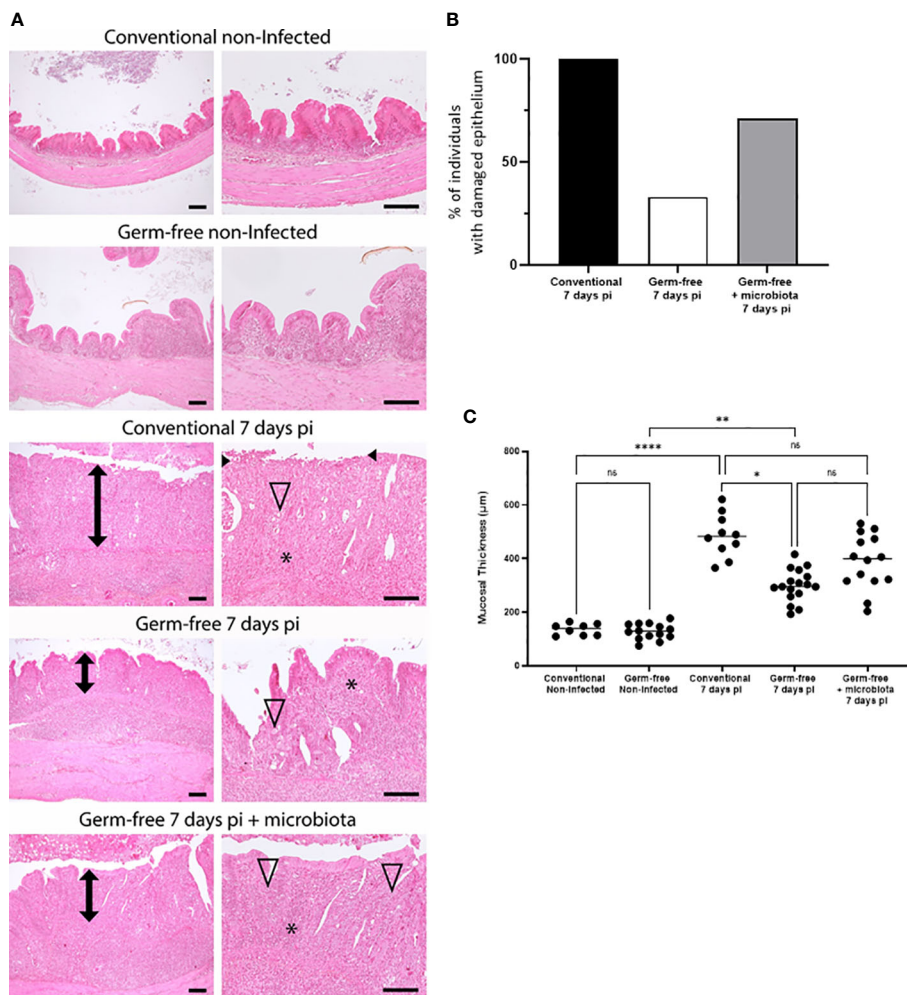 A
Conventional non-Infected
Germ-free non-Infected
Conventional 7 days pi
*
Germ-free 7 days pi
*
Germ-free 7 days pi + microbiota
*
B
% of individuals
with damaged epithelium
100
50
0
Conventional
7 days pi
Germ-free
7 days pi
Germ-free
+ microbiota
7 days pi
C
Mucosal Thickness (µm)
800
600
400
200
0
**
****
ns
ns
*
ns
Conventional
Non-Infected
Germ-free
Non-Infected
Conventional
7 days pi
Germ-free
7 days pi
Germ-free
+ microbiota
7 days pi